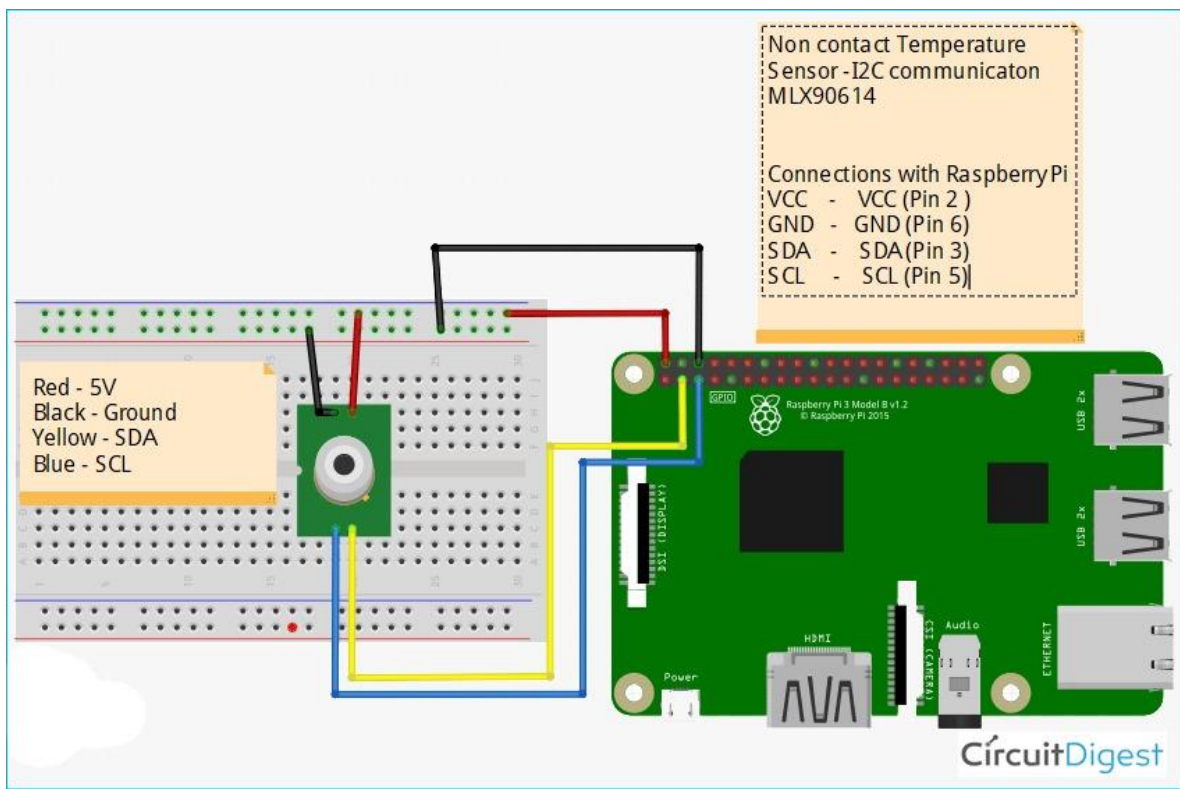 Non contact Temperature
Sensor - I2C communicaton
MLX90614
Connections with Raspberry Pi
VCC - VCC (Pin 2 )
GND - GND (Pin 6)
SDA - SDA (Pin 3)
SCL - SCL (Pin 5)
Red - 5V
Black - Ground
Yellow - SDA
Blue - SCL
GPIO
Raspberry Pi 3 Model B v1.2
© Raspberry Pi 2015
USB 2x
USB 2x
DSI (DISPLAY)
CSI (CAMERA)
Audio
ETHERNET
HDMI
Power
CircuitDigest